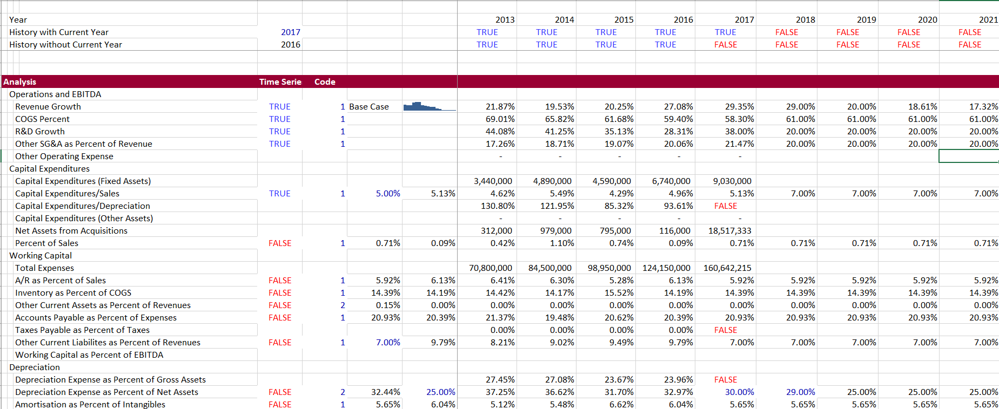 Year 2013 2014 2015 2016 2017 2018 2019 2020 2021
History with Current Year 2017 TRUE TRUE TRUE TRUE TRUE FALSE FALSE FALSE FALSE
History without Current Year 2016 TRUE TRUE TRUE TRUE FALSE FALSE FALSE FALSE FALSE
Analysis Time Serie Code
Operations and EBITDA
Revenue Growth TRUE 1 Base Case 21.87% 19.53% 20.25% 27.08% 29.35% 29.00% 20.00% 18.61% 17.32%
COGS Percent TRUE 1 69.01% 65.82% 61.68% 59.40% 58.30% 61.00% 61.00% 61.00% 61.00%
R&D Growth TRUE 1 44.08% 41.25% 35.13% 28.31% 38.00% 20.00% 20.00% 20.00% 20.00%
Other SG&A as Percent of Revenue TRUE 1 17.26% 18.71% 19.07% 20.06% 21.47% 20.00% 20.00% 20.00% 20.00%
Other Operating Expense - - - - -
Capital Expenditures
Capital Expenditures (Fixed Assets) 3,440,000 4,890,000 4,590,000 6,740,000 9,030,000
Capital Expenditures/Sales TRUE 1 5.00% 5.13% 4.62% 5.49% 4.29% 4.96% 5.13% 7.00% 7.00% 7.00% 7.00%
Capital Expenditures/Depreciation 130.80% 121.95% 85.32% 93.61% FALSE
Capital Expenditures (Other Assets) - - - - -
Net Assets from Acquisitions 312,000 979,000 795,000 116,000 18,517,333
Percent of Sales FALSE 1 0.71% 0.09% 0.42% 1.10% 0.74% 0.09% 0.71% 0.71% 0.71% 0.71% 0.71%
Working Capital
Total Expenses 70,800,000 84,500,000 98,950,000 124,150,000 160,642,215
A/R as Percent of Sales FALSE 1 5.92% 6.13% 6.41% 6.30% 5.28% 6.13% 5.92% 5.92% 5.92% 5.92% 5.92%
Inventory as Percent of COGS FALSE 1 14.39% 14.19% 14.42% 14.17% 15.52% 14.19% 14.39% 14.39% 14.39% 14.39% 14.39%
Other Current Assets as Percent of Revenues FALSE 2 0.15% 0.00% 0.00% 0.00% 0.00% 0.00% 0.00% 0.00% 0.00% 0.00% 0.00%
Accounts Payable as Percent of Expenses FALSE 1 20.93% 20.39% 21.37% 19.48% 20.62% 20.39% 20.93% 20.93% 20.93% 20.93% 20.93%
Taxes Payable as Percent of Taxes 0.00% 0.00% 0.00% 0.00% FALSE
Other Current Liabilites as Percent of Revenues FALSE 1 7.00% 9.79% 8.21% 9.02% 9.49% 9.79% 7.00% 7.00% 7.00% 7.00% 7.00%
Working Capital as Percent of EBITDA
Depreciation
Depreciation Expense as Percent of Gross Assets 27.45% 27.08% 23.67% 23.96% FALSE
Depreciation Expense as Percent of Net Assets FALSE 2 32.44% 25.00% 37.25% 36.62% 31.70% 32.97% 30.00% 29.00% 25.00% 25.00% 25.00%
Amortisation as Percent of Intangibles FALSE 1 5.65% 6.04% 5.12% 5.48% 6.62% 6.04% 5.65% 5.65% 5.65% 5.65% 5.65%